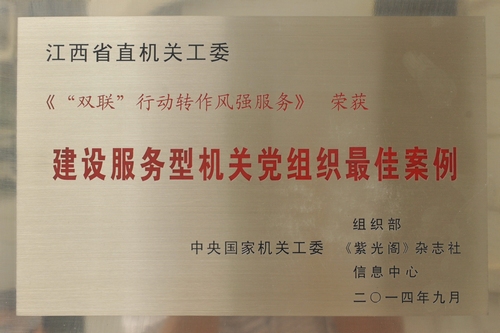 江西省直机关工委
《“双联”行动转作风强服务》 荣获
建设服务型机关党组织最佳案例
组织部
中央国家机关工委 《紫光阁》杂志社
信息中心
二〇一四年九月